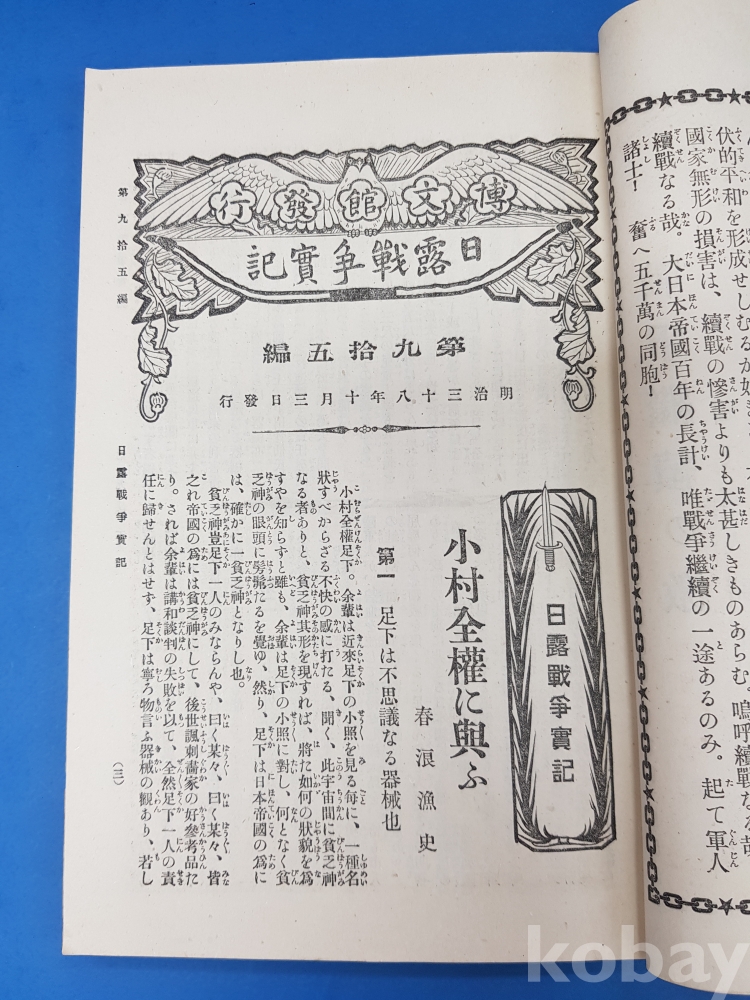 伏的平和を形成せしむるが如
國家無形の損害は、續戰の慘害よりも太甚しきものあらむ。嗚呼續戰なる哉
續戰なる哉。大日本帝國百年の長計、唯戰爭繼續の一途あるのみ。起て軍人
諸士！ 奮へ五千萬の同胞！
博文館發行
日露戰爭實記
第九拾五編
明治三十八年十月三日發行
日露戰爭實記
小村全權に與ふ
春浪漁史
第一 足下は不思議なる器械也
小村全權足下。余輩は近來足下の小照を見る每に、一種名
狀すべからざる不快の感に打たる、聞く、此宇宙間に貧乏神
なる者ありと、貧乏神其形を現すれば、將た如何の狀貌を爲
すやを知らずと雖も、余輩は足下の小照に對し、何となく貧
乏神の眼頭に髣髴たるを覺ゆ、然り、足下は日本帝國の爲に
は、確かに一貧乏神となりし也。
貧乏神豈足下一人のみならんや、曰く某々、曰く某々、皆
之れ帝國の爲には貧乏神にして、後世諷刺畫家の好參考品た
り。されば余輩は講和談判の失敗を以て、全然足下一人の責
任に歸せんとはせず、足下は寧ろ物言ふ器械の觀あり、若し
第九拾五編
日露戰爭實記
(三)
kobay